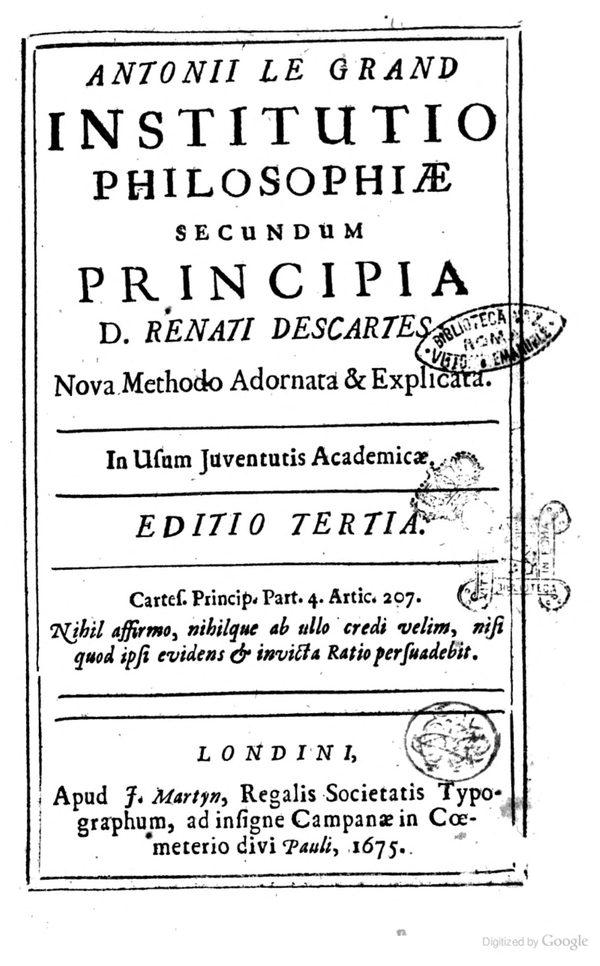 ANTONII LE GRAND
INSTITUTIO
PHILOSOPHIÆ
SECUNDUM
PRINCIPIA
D. RENATI DESCARTES
Nova Methodo Adornata & Explicata.
In Usum Juventutis Academicæ.
EDITIO TERTIA.
Carteſ. Princip. Part. 4. Artic. 207.
Nihil affirmo, nihilque ab ullo credi velim, niſi
quod ipſi evidens & invicta Ratio perſuadebit.
LONDINI,
Apud J. Martyn, Regalis Societatis Typo-
graphum, ad inſigne Campanæ in Cœ-
meterio divi Pauli, 1675.
BIBLIOTECA
ROMA
EMANUELE
Digitized by Google